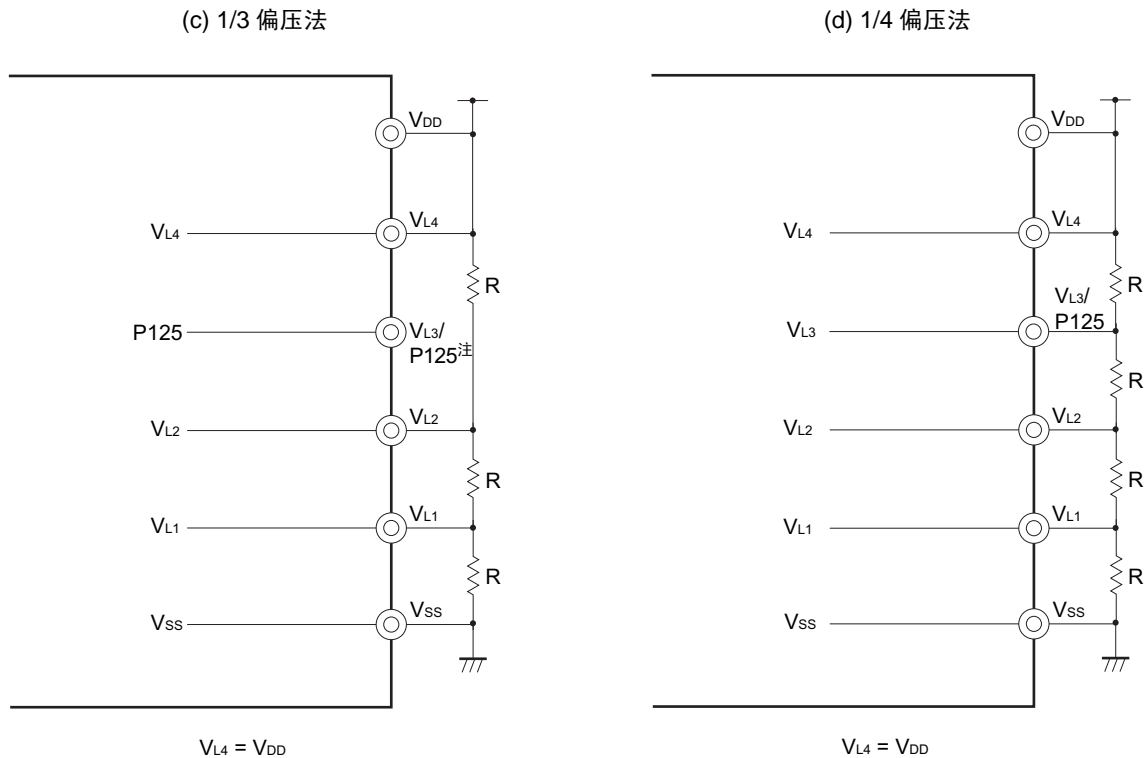 (c) 1/3 偏压法
VDD
VL4
VL4
R
P125
VL3/
P125注
VL2
VL2
R
VL1
VL1
R
VSS
VSS
VL4 = VDD
(d) 1/4 偏压法
VDD
VL4
VL4
R
VL3/
P125
VL3
R
VL2
VL2
R
VL1
VL1
R
VSS
VSS
VL4 = VDD